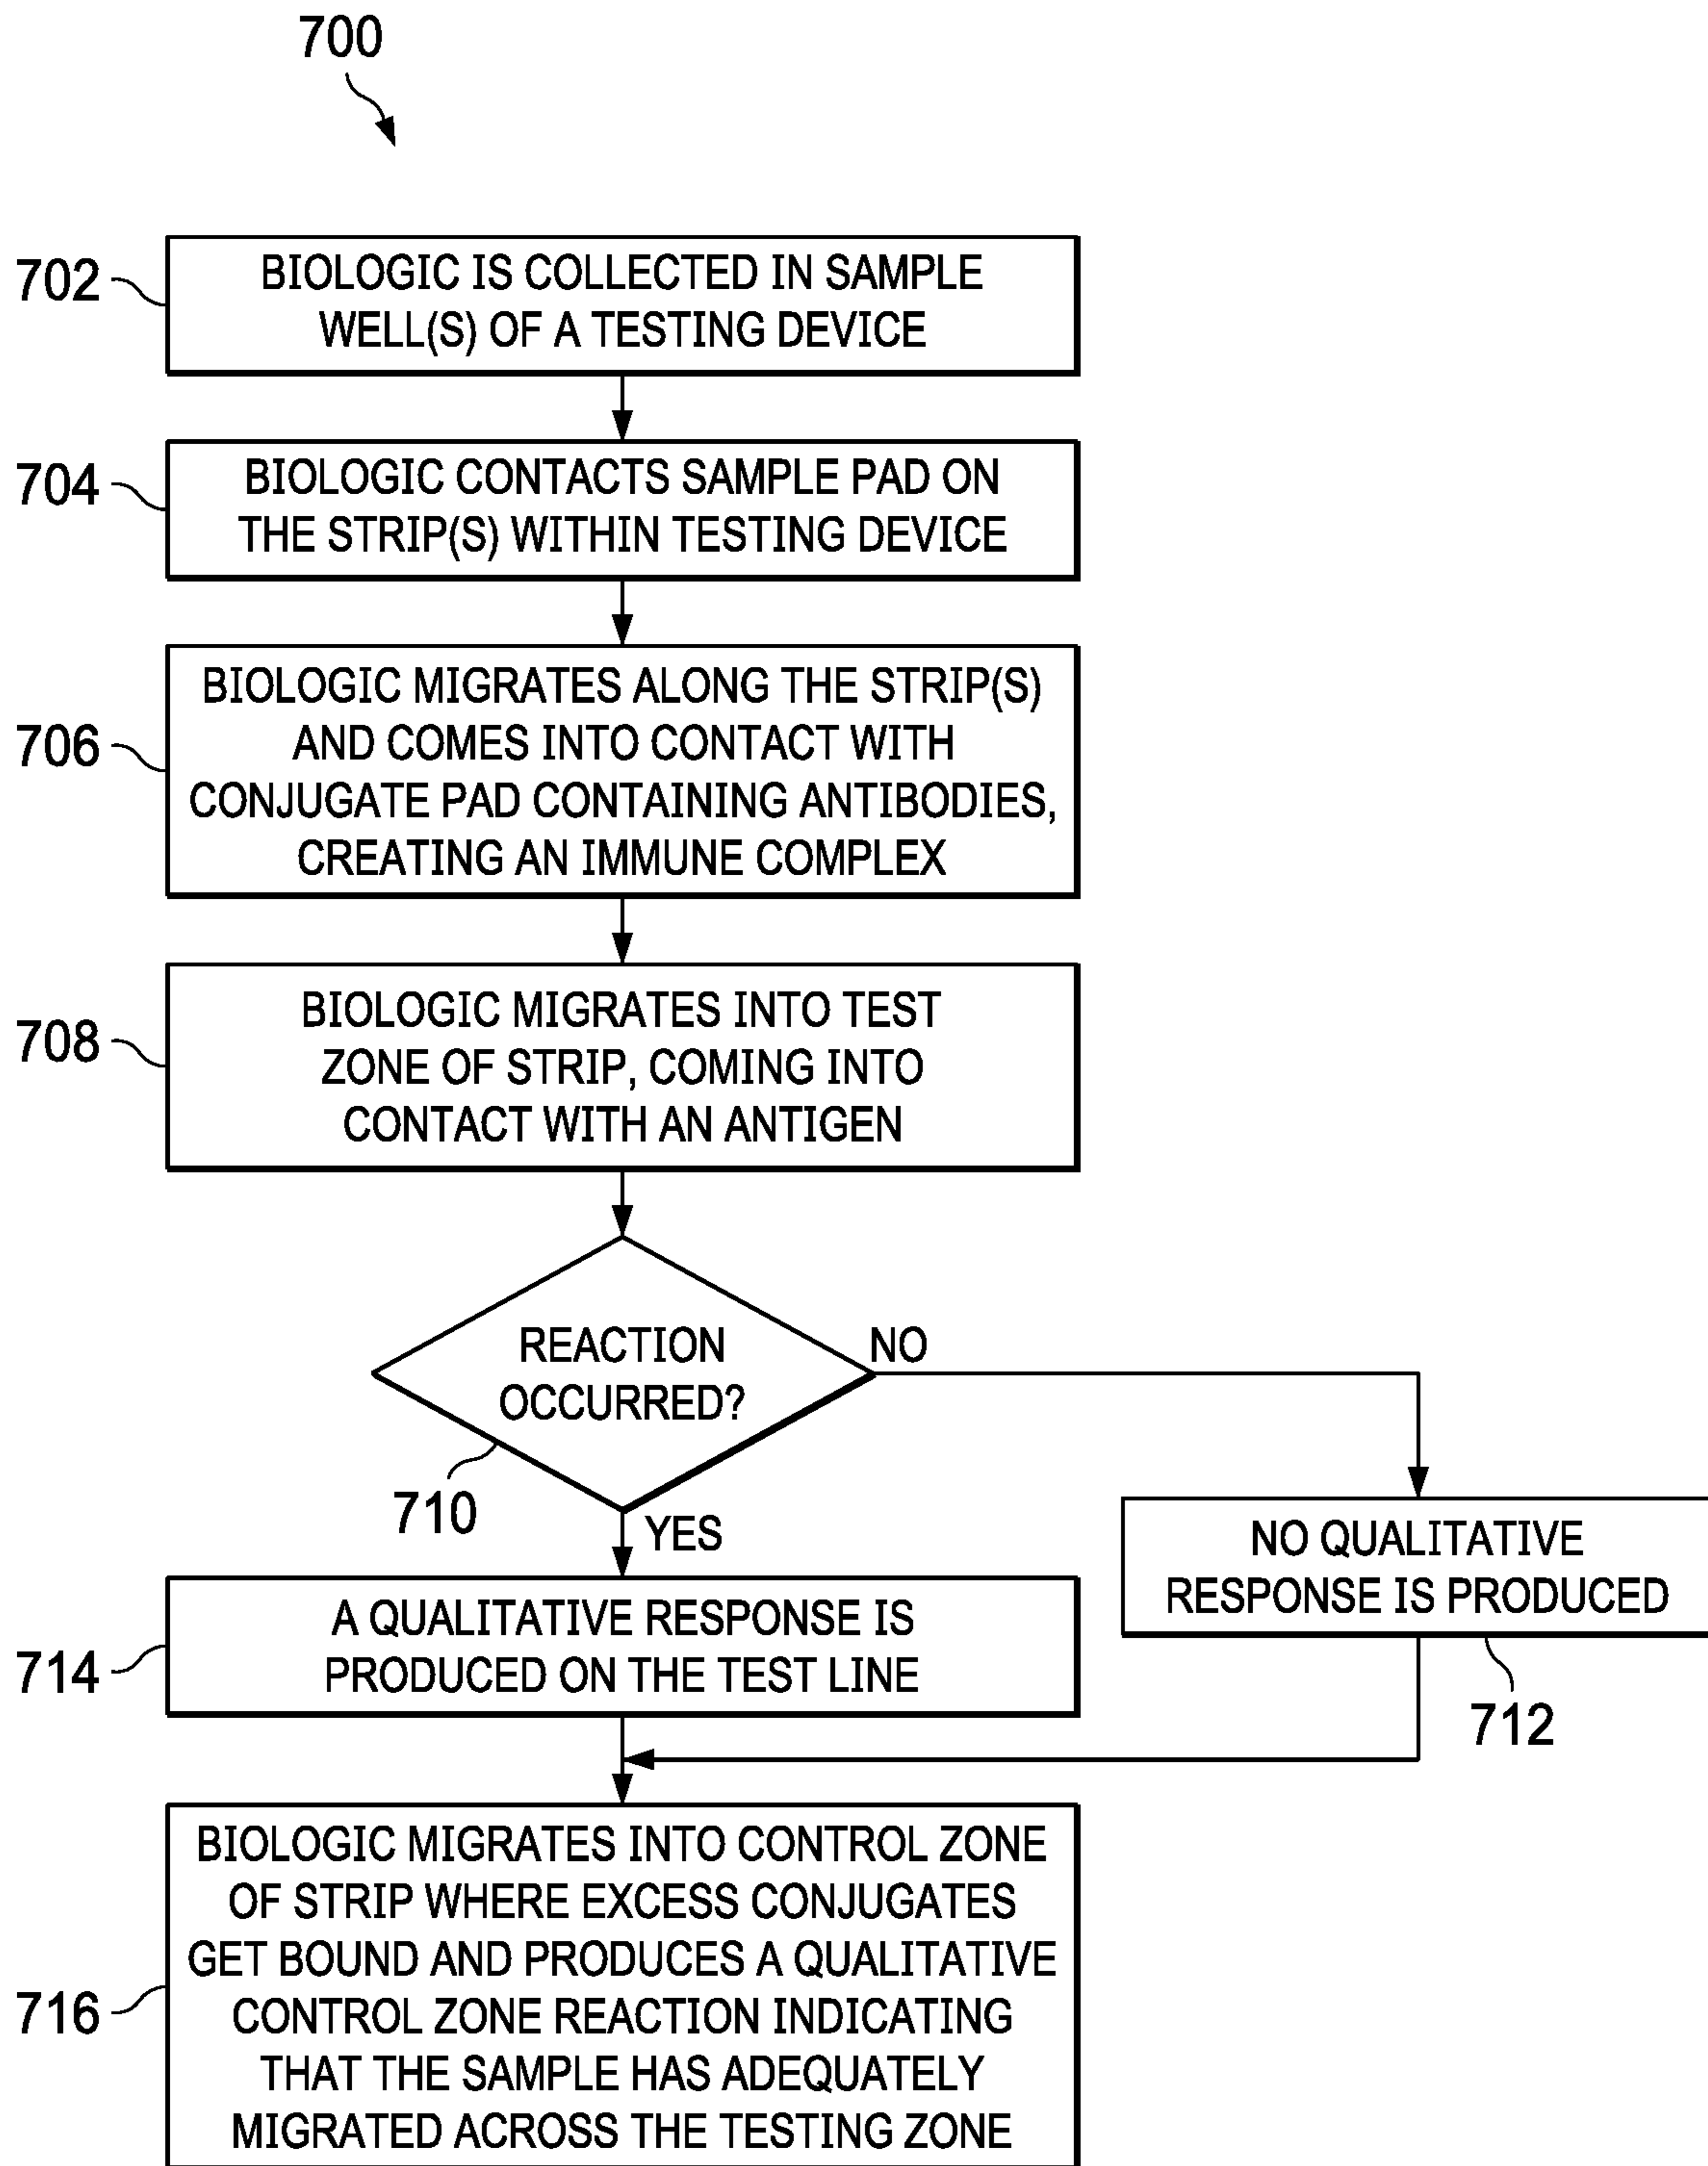 700
702
BIOLOGIC IS COLLECTED IN SAMPLE
WELL(S) OF A TESTING DEVICE
704
BIOLOGIC CONTACTS SAMPLE PAD ON
THE STRIP(S) WITHIN TESTING DEVICE
706
BIOLOGIC MIGRATES ALONG THE STRIP(S)
AND COMES INTO CONTACT WITH
CONJUGATE PAD CONTAINING ANTIBODIES,
CREATING AN IMMUNE COMPLEX
708
BIOLOGIC MIGRATES INTO TEST
ZONE OF STRIP, COMING INTO
CONTACT WITH AN ANTIGEN
REACTION
OCCURRED?
NO
710
YES
NO QUALITATIVE
RESPONSE IS PRODUCED
712
714
A QUALITATIVE RESPONSE IS
PRODUCED ON THE TEST LINE
716
BIOLOGIC MIGRATES INTO CONTROL ZONE
OF STRIP WHERE EXCESS CONJUGATES
GET BOUND AND PRODUCES A QUALITATIVE
CONTROL ZONE REACTION INDICATING
THAT THE SAMPLE HAS ADEQUATELY
MIGRATED ACROSS THE TESTING ZONE